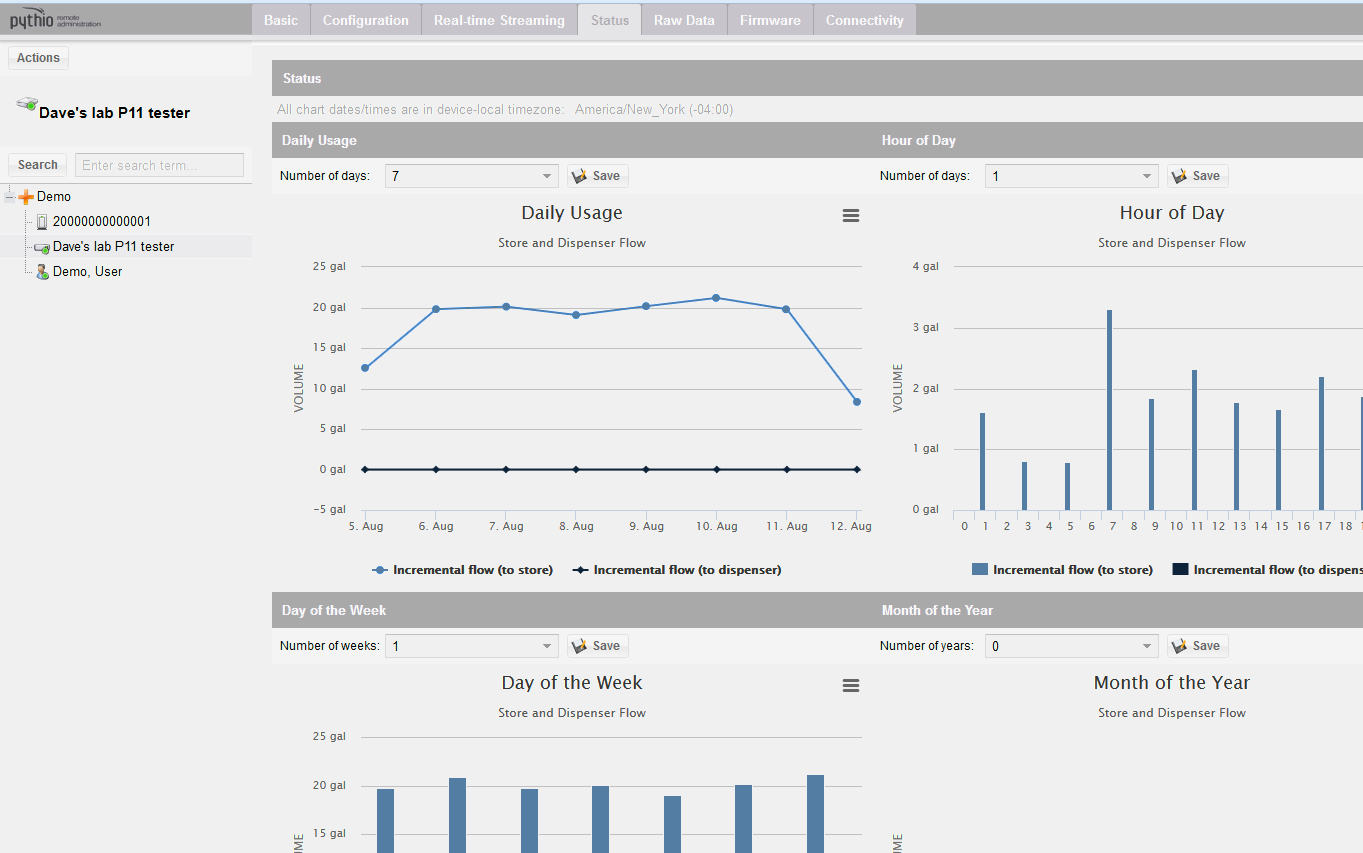 pythio remote administration
Basic Configuration Real-time Streaming Status Raw Data Firmware Connectivity
Actions
Dave's lab P11 tester
Search Enter search term...
Demo
20000000000001
Dave's lab P11 tester
Demo, User
Status
All chart dates/times are in device-local timezone: America/New_York (-04:00)
Daily Usage
Number of days: 7 Save
Daily Usage
Store and Dispenser Flow
25 gal
20 gal
15 gal
10 gal
5 gal
0 gal
-5 gal
VOLUME
5. Aug 6. Aug 7. Aug 8. Aug 9. Aug 10. Aug 11. Aug 12. Aug
Incremental flow (to store) Incremental flow (to dispenser)
Hour of Day
Number of days: 1 Save
Hour of Day
Store and Dispenser Flow
4 gal
3 gal
2 gal
1 gal
0 gal
VOLUME
0 1 2 3 4 5 6 7 8 9 10 11 12 13 14 15 16 17 18
Incremental flow (to store) Incremental flow (to dispens
Day of the Week
Number of weeks: 1 Save
Day of the Week
Store and Dispenser Flow
25 gal
20 gal
15 gal
UME
Month of the Year
Number of years: 0 Save
Month of the Year
Store and Dispenser Flow
UME